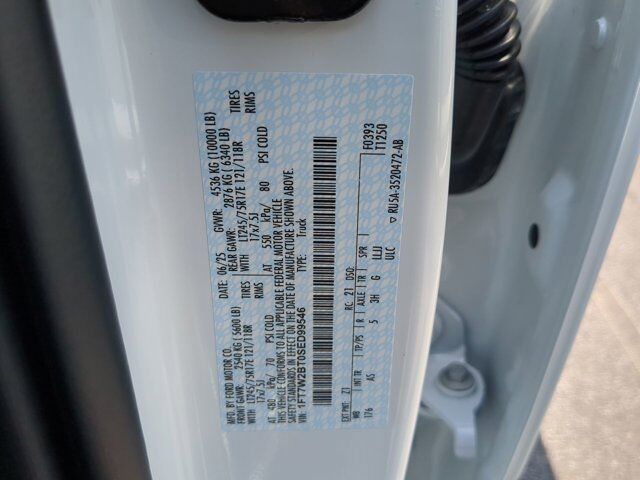 MFD. BY FORD MOTOR CO.
DATE: 06/25 GVWR: 4536 KG (10000 LB)
FRONT GAWR: 2540 KG (5600 LB) REAR GAWR: 2876 KG (6340 LB)
LT245/75R17E 121/118R TIRES LT245/75R17E 121/118R TIRES
17x7.5J RIMS 17x7.5J RIMS
AT 480 kPa/ 70 PSI COLD AT 550 kPa/ 80 PSI COLD
THIS VEHICLE CONFORMS TO ALL APPLICABLE FEDERAL MOTOR VEHICLE
SAFETY STANDARDS IN EFFECT ON THE DATE OF MANUFACTURE SHOWN ABOVE.
VIN: 1FT7W2BT0SED99546 TYPE: Truck
F0393
T1250
EXT PNT: Z1 RC: 21 DSO:
WB INT TR TP/PS R AXLE TR SPR
176 AS 5 3H G LLJJ
ULC
▽ RU5A-3520472-AB